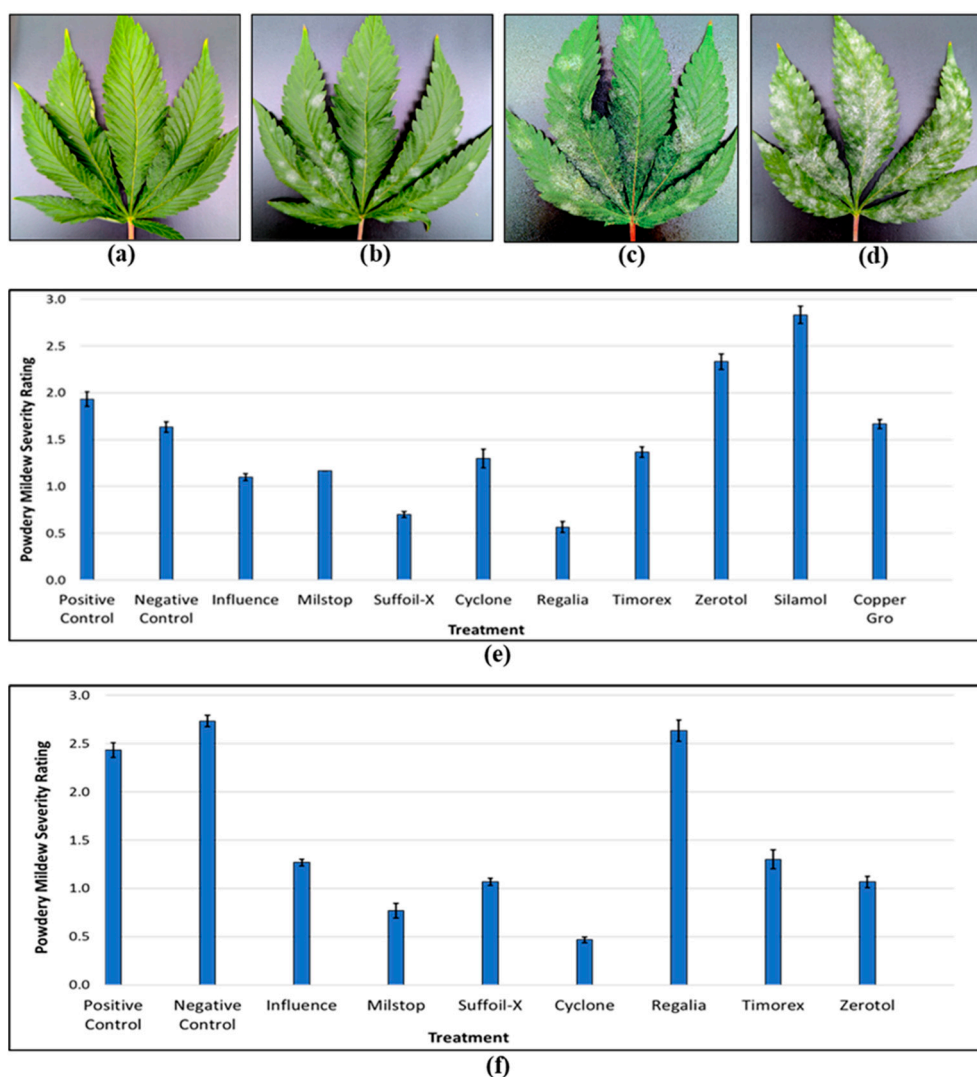 (a) (b) (c) (d)
Powdery Mildew Severity Rating
3.0
2.5
2.0
1.5
1.0
0.5
0.0
Positive Control
Negative Control
Influence
Milstop
Suffoil-X
Cyclone
Regalia
Timorex
Zerotol
Silamol
Copper Gro
Treatment
(e)
Powdery Mildew Severity Rating
3.0
2.5
2.0
1.5
1.0
0.5
0.0
Positive Control
Negative Control
Influence
Milstop
Suffoil-X
Cyclone
Regalia
Timorex
Zerotol
Treatment
(f)